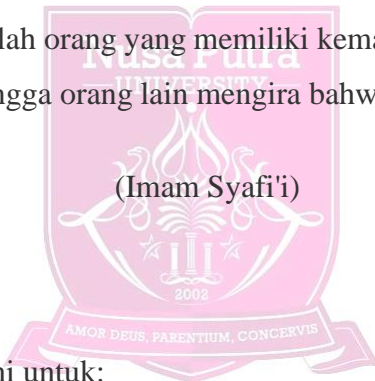 lah orang yang memiliki kema
Nusa Putra
UNIVERSITY
ngga orang lain mengira bahw
(Imam Syafi'i)
2002
AMOR DEUS, PARENTIUM, CONCERVIS
ni untuk: